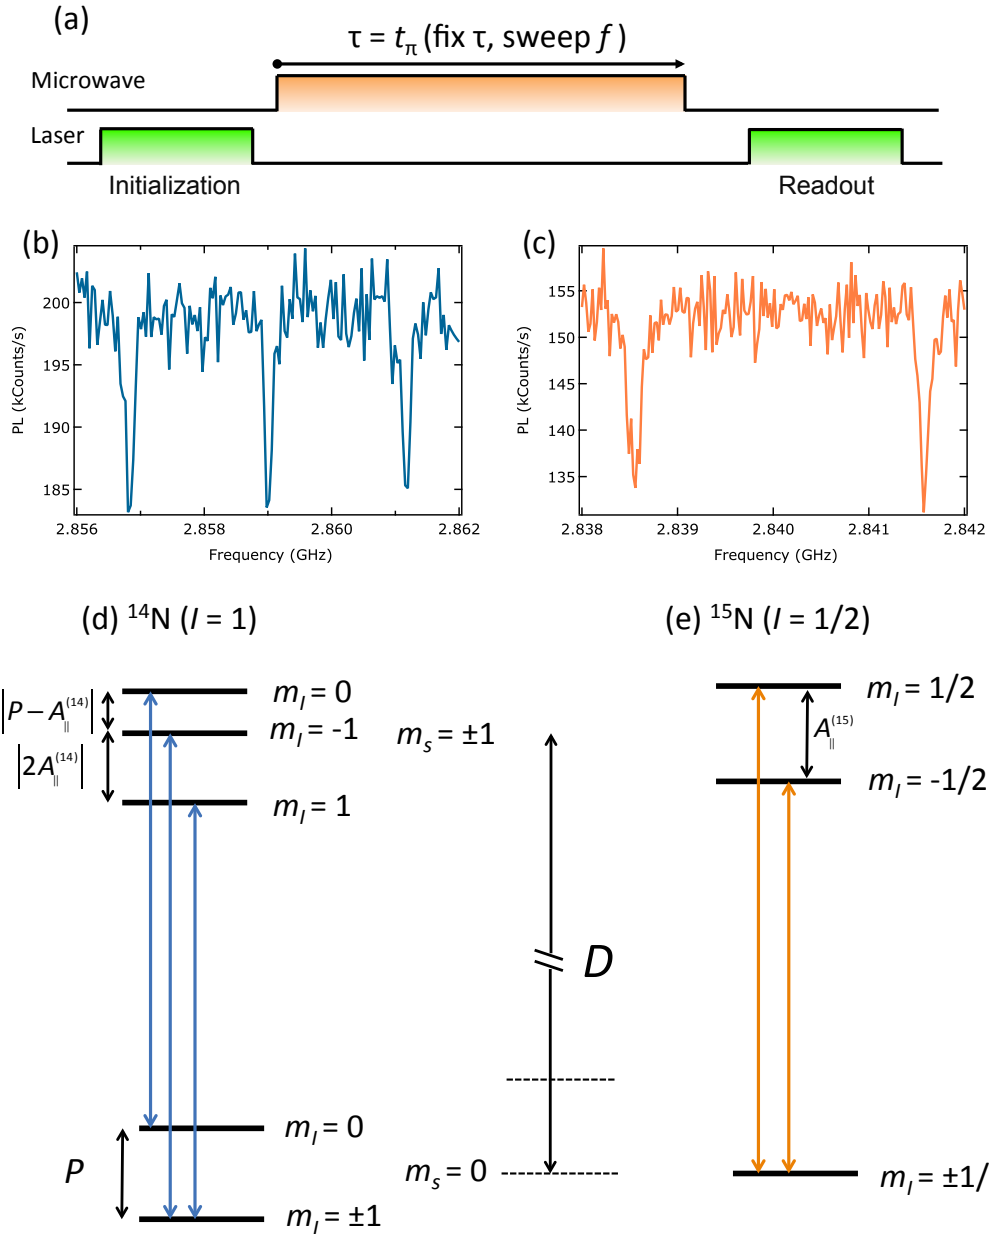 (a)
τ = tπ (fix τ, sweep f )
Microwave
Laser
Initialization
Readout
(b)
200
195
190
185
2.856
2.858
2.860
2.862
PL (kCounts/s)
Frequency (GHz)
(c)
155
150
145
140
135
2.838
2.839
2.840
2.841
2.842
PL (kCounts/s)
Frequency (GHz)
(d) ¹⁴N (I = 1)
(e) ¹⁵N (I = 1/2)
|P − A∥⁽¹⁴⁾|
|2A∥⁽¹⁴⁾|
mI = 0
mI = -1
mI = 1
mI = 0
mI = ±1
P
ms = ±1
D
ms = 0
mI = 1/2
A∥⁽¹⁵⁾
mI = -1/2
mI = ±1/